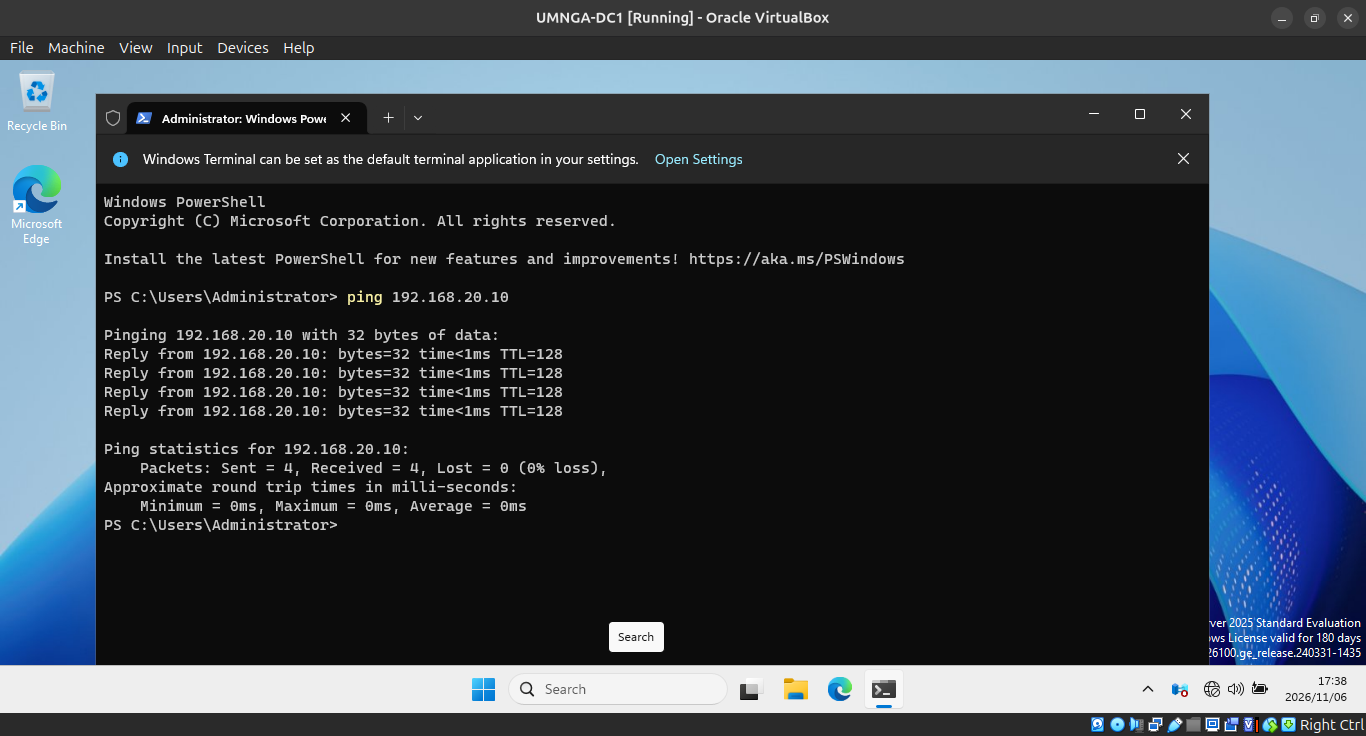 UMNGA-DC1 [Running] - Oracle VirtualBox
File Machine View Input Devices Help
Recycle Bin
Microsoft
Edge
Administrator: Windows Powe
Windows Terminal can be set as the default terminal application in your settings. Open Settings
Windows PowerShell
Copyright (C) Microsoft Corporation. All rights reserved.
Install the latest PowerShell for new features and improvements! https://aka.ms/PSWindows
PS C:\Users\Administrator> ping 192.168.20.10
Pinging 192.168.20.10 with 32 bytes of data:
Reply from 192.168.20.10: bytes=32 time<1ms TTL=128
Reply from 192.168.20.10: bytes=32 time<1ms TTL=128
Reply from 192.168.20.10: bytes=32 time<1ms TTL=128
Reply from 192.168.20.10: bytes=32 time<1ms TTL=128
Ping statistics for 192.168.20.10:
Packets: Sent = 4, Received = 4, Lost = 0 (0% loss),
Approximate round trip times in milli-seconds:
Minimum = 0ms, Maximum = 0ms, Average = 0ms
PS C:\Users\Administrator>
Search
rver 2025 Standard Evaluation
ows License valid for 180 days
26100.ge_release.240331-1435
Search
17:38
2026/11/06
Right Ctrl